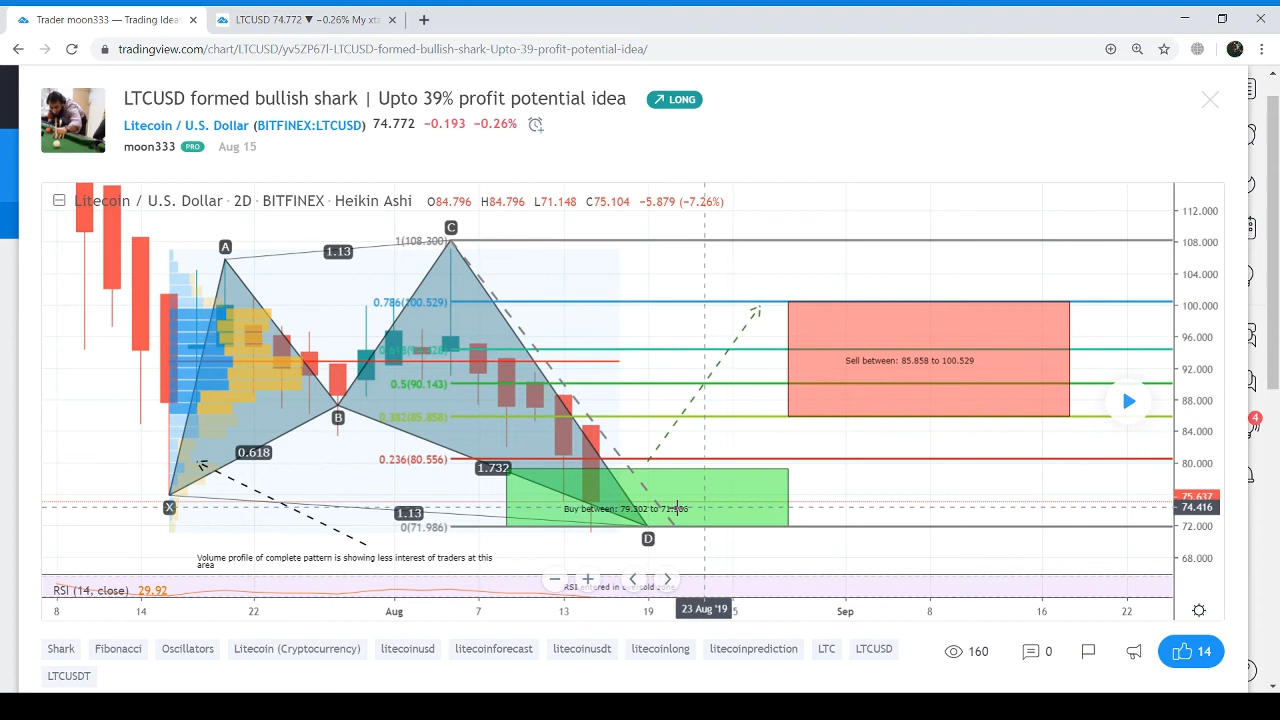 Trader moon333 — Trading Ideas
LTCUSD 74.772 ▼ −0.26% My xta
tradingview.com/chart/LTCUSD/yv5ZP67l-LTCUSD-formed-bullish-shark-Upto-39-profit-potential-idea/
LTCUSD formed bullish shark | Upto 39% profit potential idea
LONG
Litecoin / U.S. Dollar (BITFINEX:LTCUSD) 74.772 −0.193 −0.26%
moon333 PRO Aug 15
Litecoin / U.S. Dollar · 2D · BITFINEX · Heikin Ashi O84.796 H84.796 L71.148 C75.104 −5.879 (−7.26%)
112.000
C
A
1.13
1(108.300)
108.000
104.000
0.786(100.529)
100.000
96.000
Sell between: 85.858 to 100.529
92.000
0.5(90.143)
88.000
B
0.382(85.858)
4
84.000
0.618
0.236(80.556)
80.000
1.732
75.637
X
1.13
Buy between: 79.302 to 71.986
74.416
0(71.986)
72.000
D
Volume profile of complete pattern is showing less interest of traders at this
area
68.000
RSI (14, close) 29.92
RSI entered in oversold zone
8 14 22 Aug 7 13 19 23 Aug '19 5 Sep 8 16 22
Shark Fibonacci Oscillators Litecoin (Cryptocurrency) litecoinusd litecoinforecast litecoinusdt litecoinlong litecoinprediction LTC LTCUSD
160 0 14
LTCUSDT